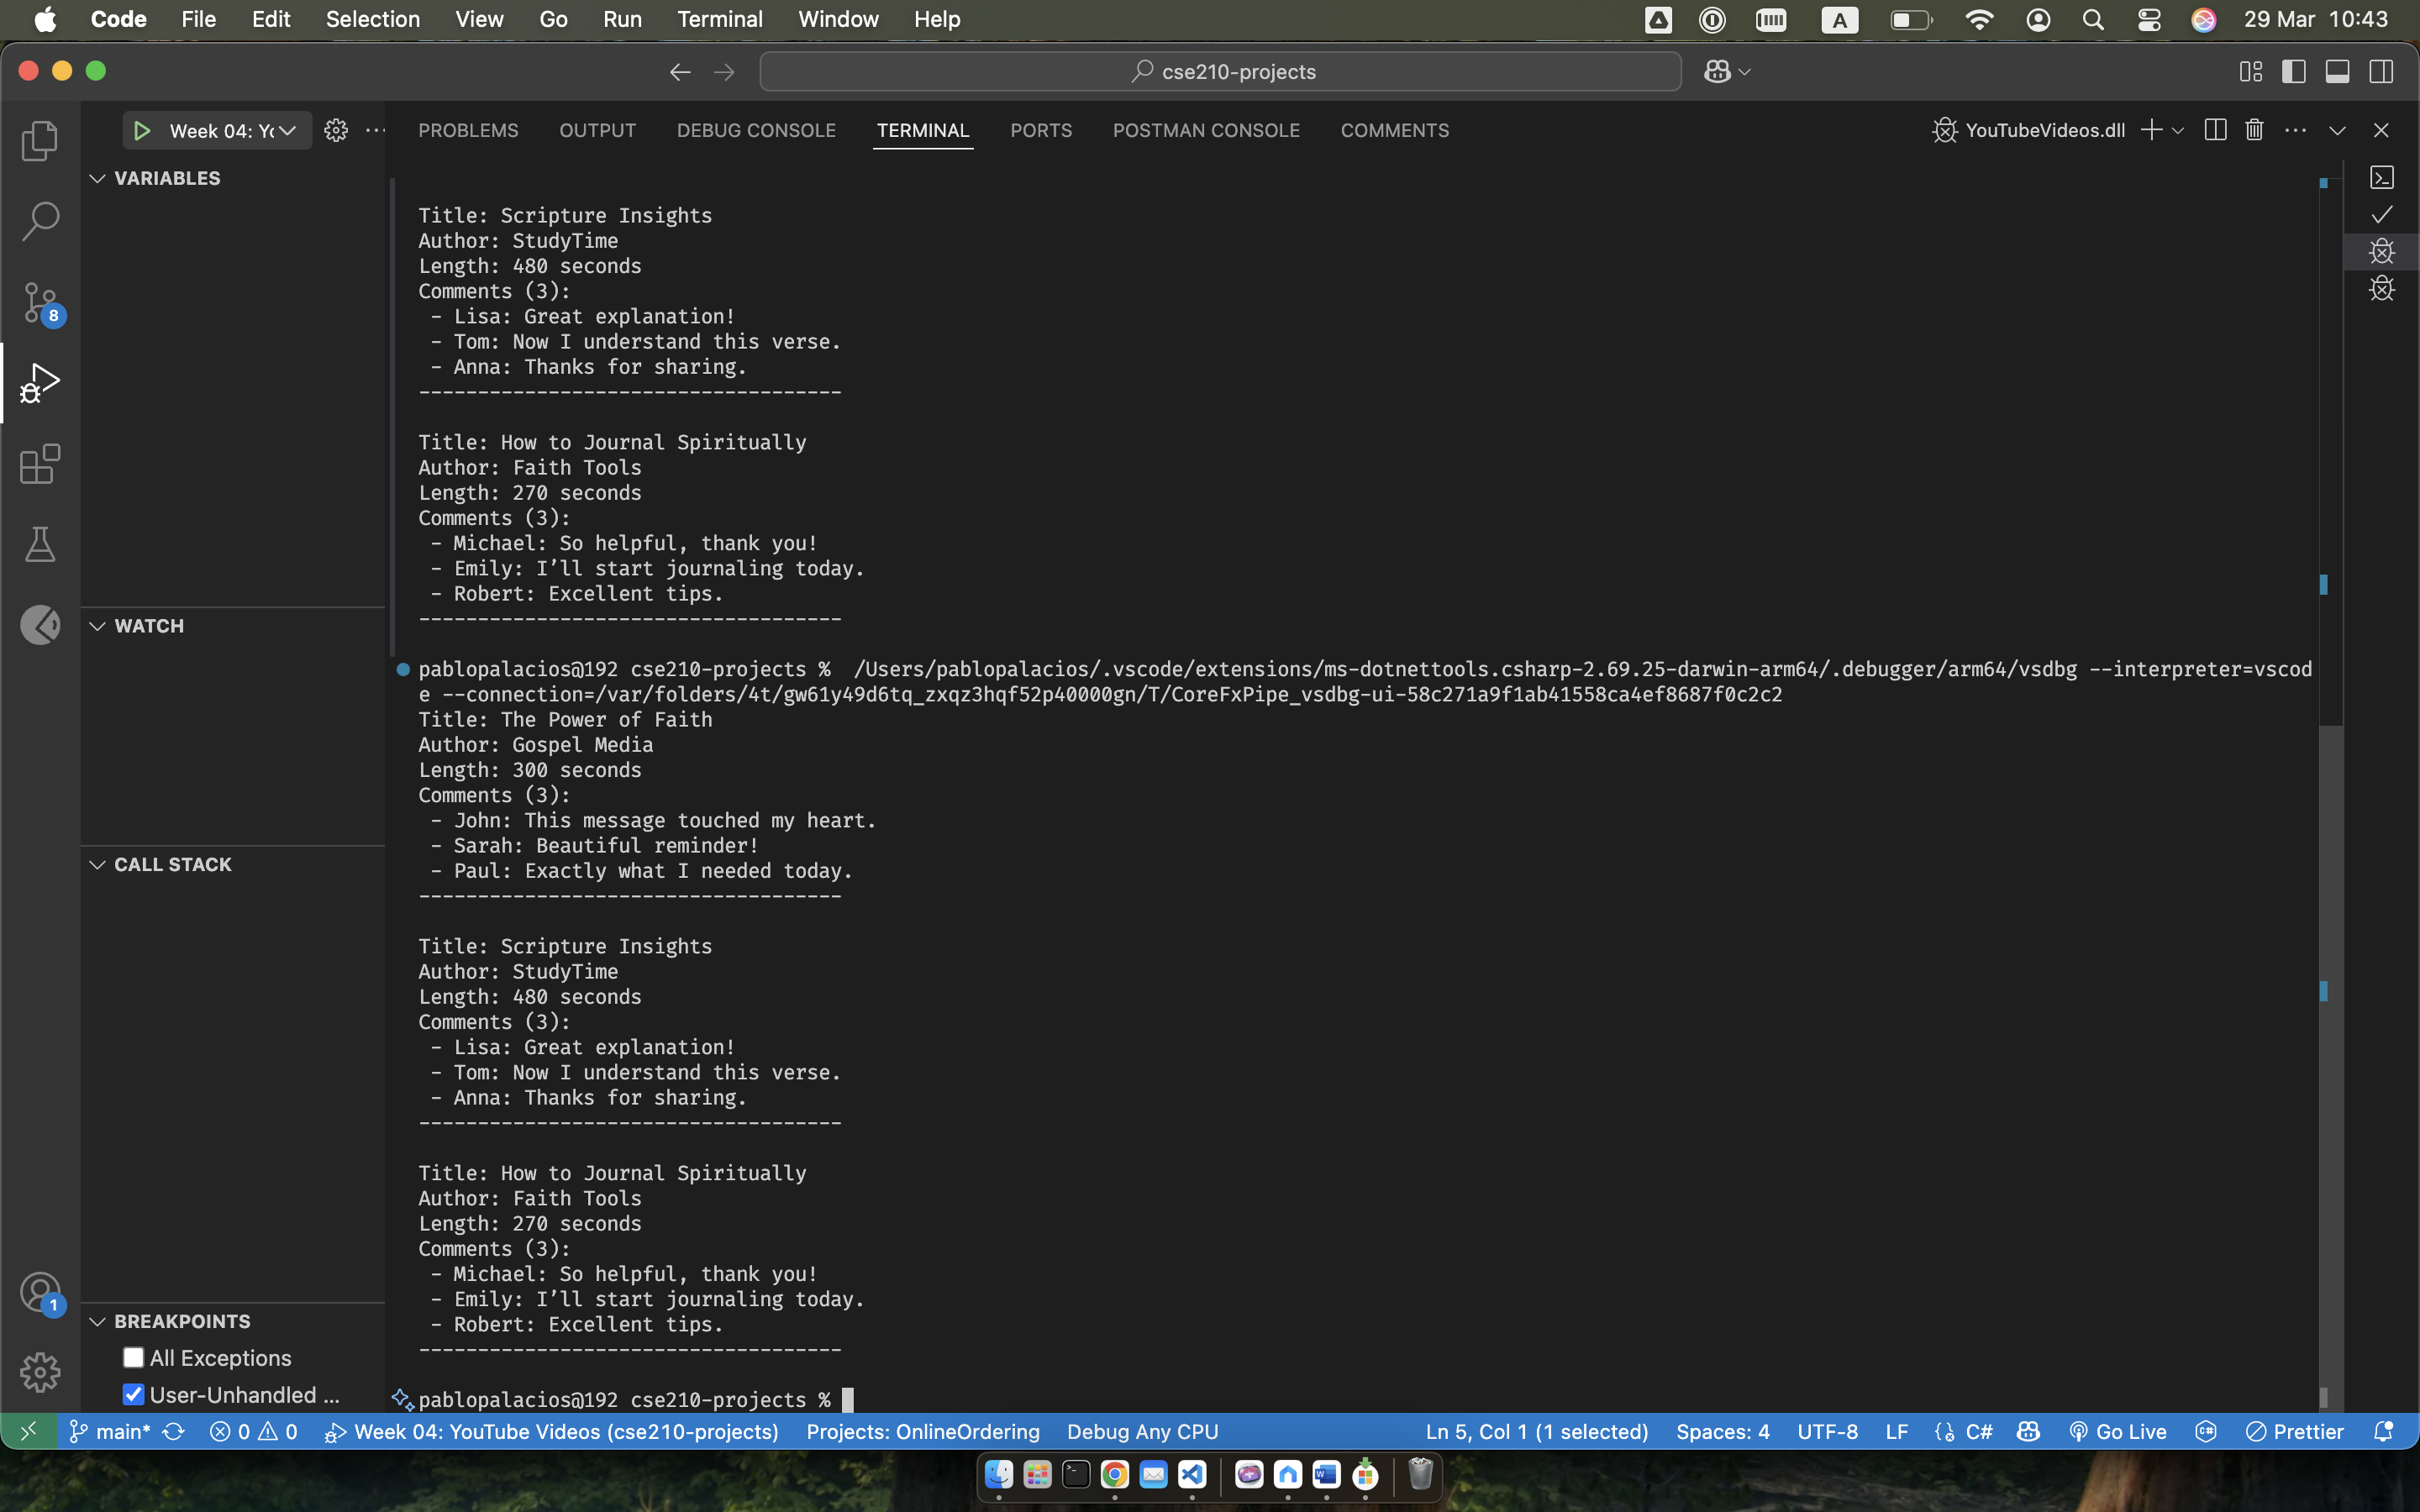 Code File Edit Selection View Go Run Terminal Window Help A 29 Mar 10:43
cse210-projects
Week 04: Yo
PROBLEMS OUTPUT DEBUG CONSOLE TERMINAL PORTS POSTMAN CONSOLE COMMENTS YouTubeVideos.dll
VARIABLES
WATCH
CALL STACK
BREAKPOINTS
All Exceptions
User-Unhandled ...
8
1
Title: Scripture Insights
Author: StudyTime
Length: 480 seconds
Comments (3):
- Lisa: Great explanation!
- Tom: Now I understand this verse.
- Anna: Thanks for sharing.
------------------------------------
Title: How to Journal Spiritually
Author: Faith Tools
Length: 270 seconds
Comments (3):
- Michael: So helpful, thank you!
- Emily: I’ll start journaling today.
- Robert: Excellent tips.
------------------------------------
pablopalacios@192 cse210-projects % /Users/pablopalacios/.vscode/extensions/ms-dotnettools.csharp-2.69.25-darwin-arm64/.debugger/arm64/vsdbg --interpreter=vscod
e --connection=/var/folders/4t/gw61y49d6tq_zxqz3hqf52p40000gn/T/CoreFxPipe_vsdbg-ui-58c271a9f1ab41558ca4ef8687f0c2c2
Title: The Power of Faith
Author: Gospel Media
Length: 300 seconds
Comments (3):
- John: This message touched my heart.
- Sarah: Beautiful reminder!
- Paul: Exactly what I needed today.
------------------------------------
Title: Scripture Insights
Author: StudyTime
Length: 480 seconds
Comments (3):
- Lisa: Great explanation!
- Tom: Now I understand this verse.
- Anna: Thanks for sharing.
------------------------------------
Title: How to Journal Spiritually
Author: Faith Tools
Length: 270 seconds
Comments (3):
- Michael: So helpful, thank you!
- Emily: I’ll start journaling today.
- Robert: Excellent tips.
------------------------------------
pablopalacios@192 cse210-projects %
main* 0 0 Week 04: YouTube Videos (cse210-projects) Projects: OnlineOrdering Debug Any CPU Ln 5, Col 1 (1 selected) Spaces: 4 UTF-8 LF C# Go Live Prettier